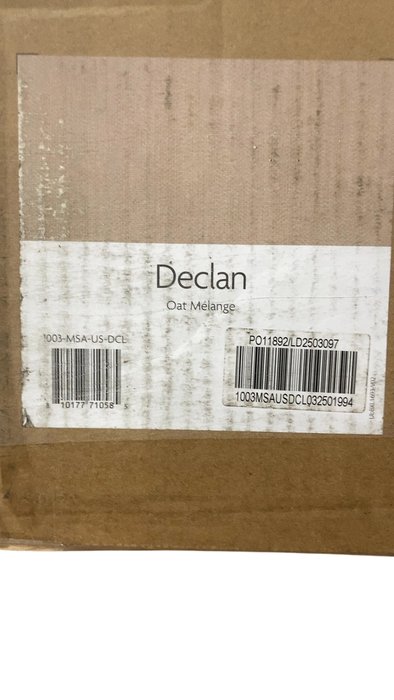 Declan
Oat Mélange
1003-MSA-US-DCL
10177 71058
PO11892/LD2503097
1003MSAUSDCL032501994